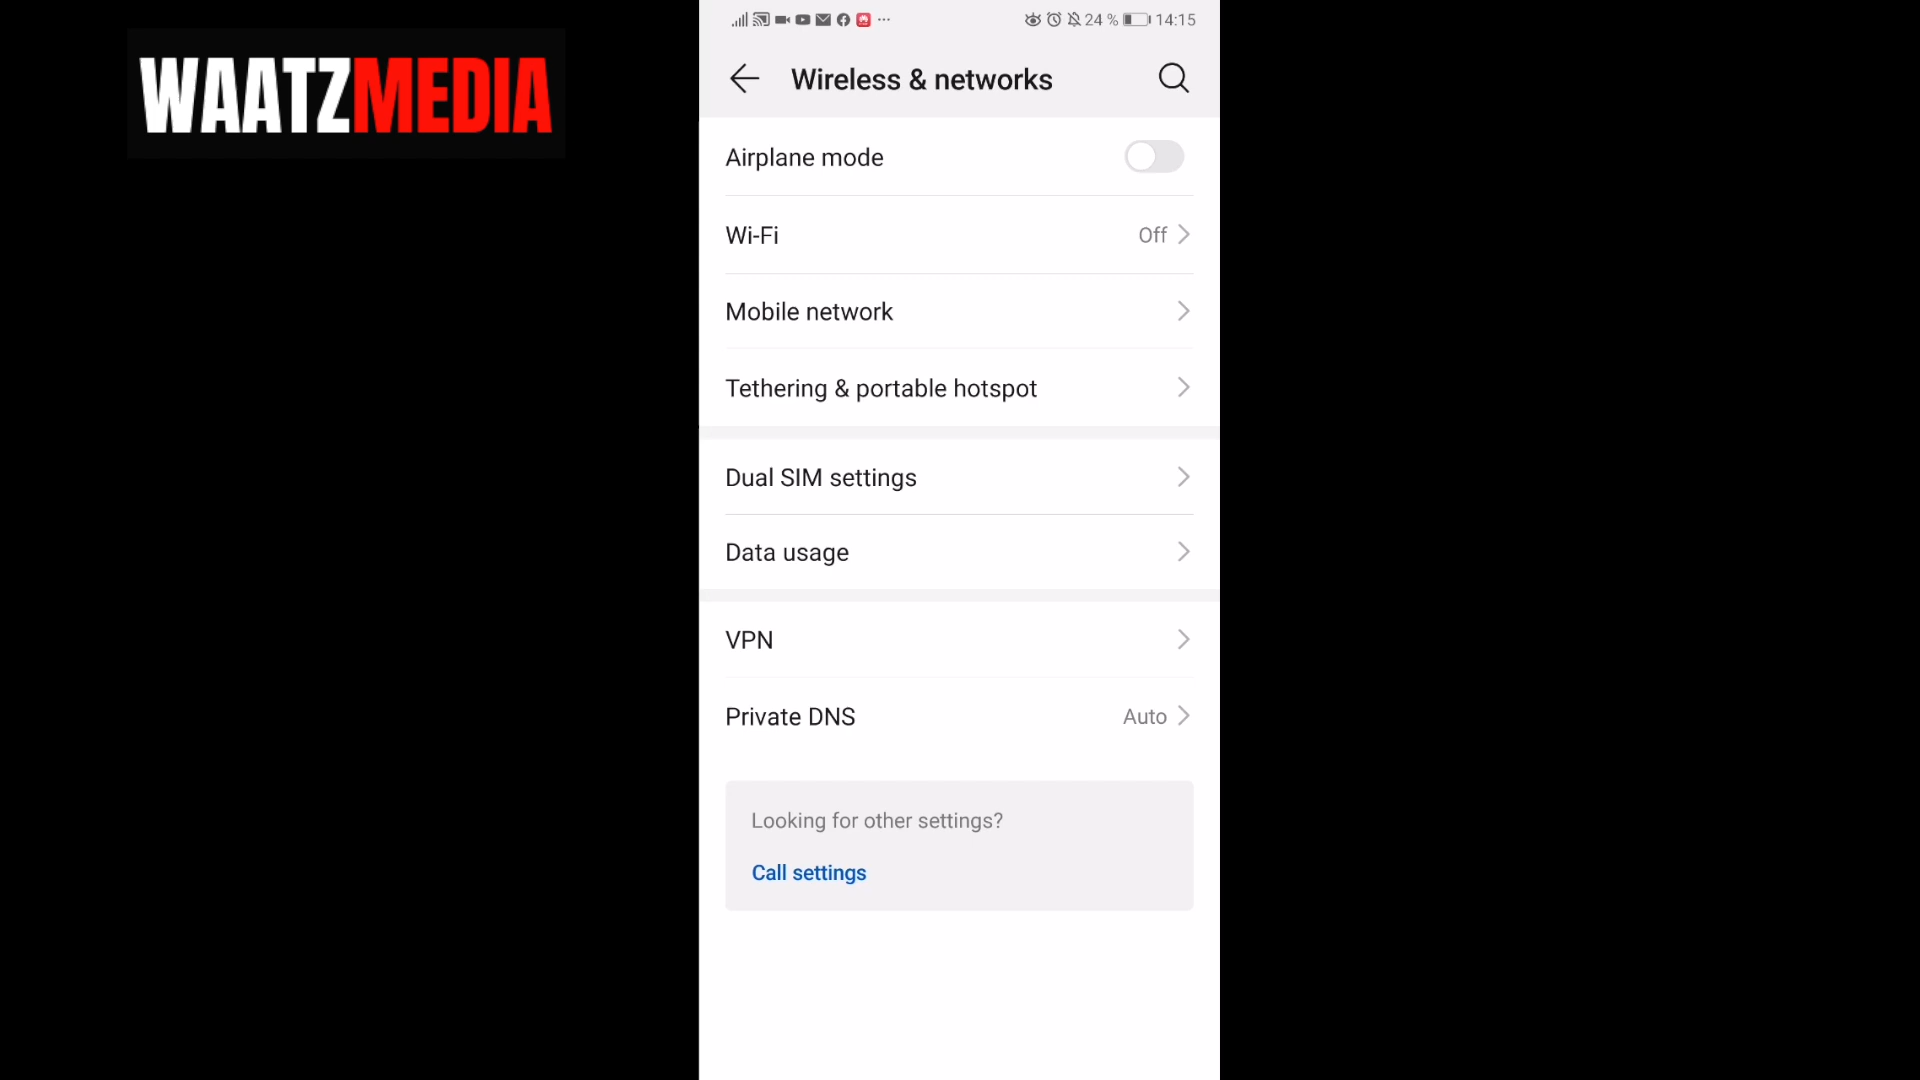 WAATZMEDIA
24 % 14:15
Wireless & networks
Airplane mode
Wi-Fi Off
Mobile network
Tethering & portable hotspot
Dual SIM settings
Data usage
VPN
Private DNS Auto
Looking for other settings?
Call settings